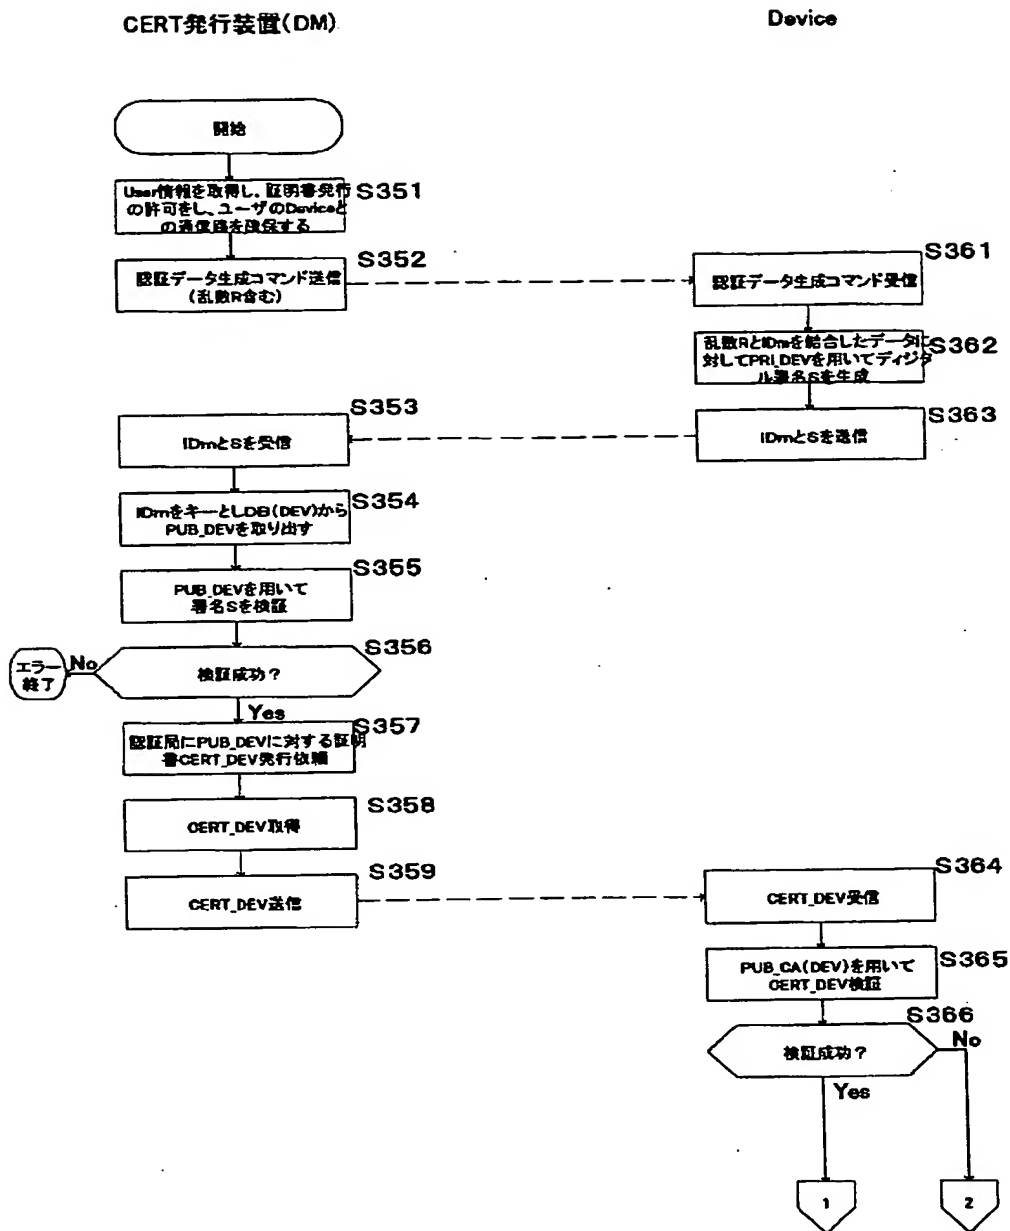 CERT発行装置(DM)
Device
開始
User情報を取得し、証明書発行
の許可をし、ユーザのDeviceと
の通信路を確保する
S351
認証データ生成コマンド送信
(乱数R含む)
S352
認証データ生成コマンド受信
S361
乱数RとIDmを結合したデータに
対してPRI_DEVを用いてディジタ
ル署名Sを生成
S362
IDmとSを送信
S363
IDmとSを受信
S353
IDmをキーとしDB(DEV)から
PUB_DEVを取り出す
S354
PUB_DEVを用いて
署名Sを検証
S355
検証成功?
S356
No
エラー
終了
Yes
認証局にPUB_DEVに対する証明
書CERT_DEV発行依頼
S357
CERT_DEV取得
S358
CERT_DEV送信
S359
CERT_DEV受信
S364
PUB_CA(DEV)を用いて
CERT_DEV検証
S365
検証成功?
S366
No
Yes
1
2